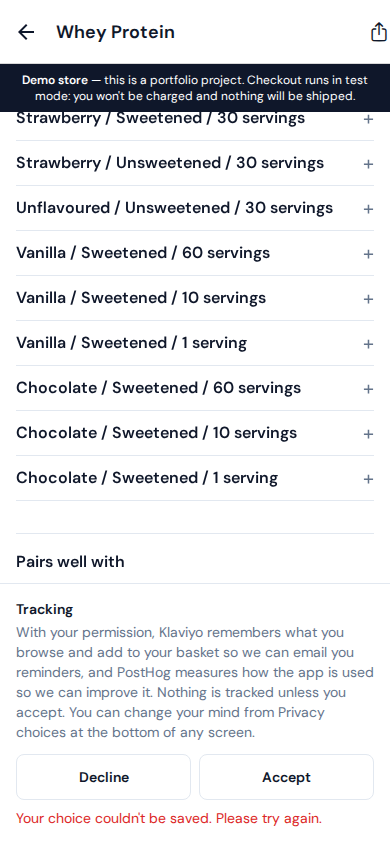 Whey Protein
Demo store — this is a portfolio project. Checkout runs in test
mode: you won't be charged and nothing will be shipped.
Strawberry / Sweetened / 30 servings +
Strawberry / Unsweetened / 30 servings +
Unflavoured / Unsweetened / 30 servings +
Vanilla / Sweetened / 60 servings +
Vanilla / Sweetened / 10 servings +
Vanilla / Sweetened / 1 serving +
Chocolate / Sweetened / 60 servings +
Chocolate / Sweetened / 10 servings +
Chocolate / Sweetened / 1 serving +
Pairs well with
Tracking
With your permission, Klaviyo remembers what you
browse and add to your basket so we can email you
reminders, and PostHog measures how the app is used
so we can improve it. Nothing is tracked unless you
accept. You can change your mind from Privacy
choices at the bottom of any screen.
Decline
Accept
Your choice couldn't be saved. Please try again.